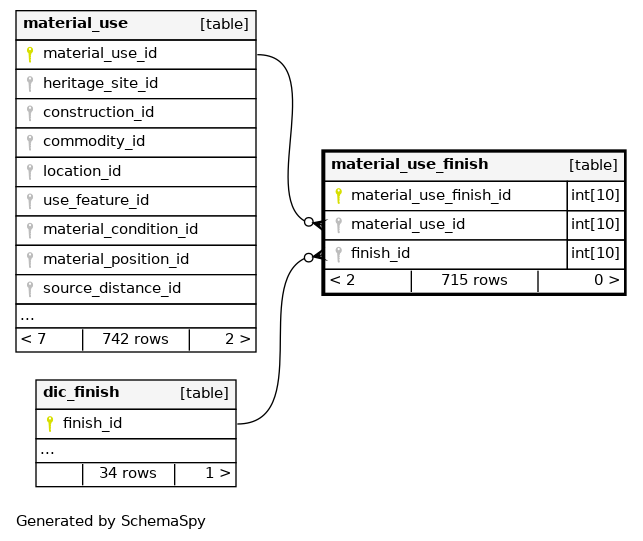 material_use [table]
material_use_id
heritage_site_id
construction_id
commodity_id
location_id
use_feature_id
material_condition_id
material_position_id
source_distance_id
...
< 7 742 rows 2 >
material_use_finish [table]
material_use_finish_id int[10]
material_use_id int[10]
finish_id int[10]
< 2 715 rows 0 >
dic_finish [table]
finish_id
...
34 rows 1 >
Generated by SchemaSpy